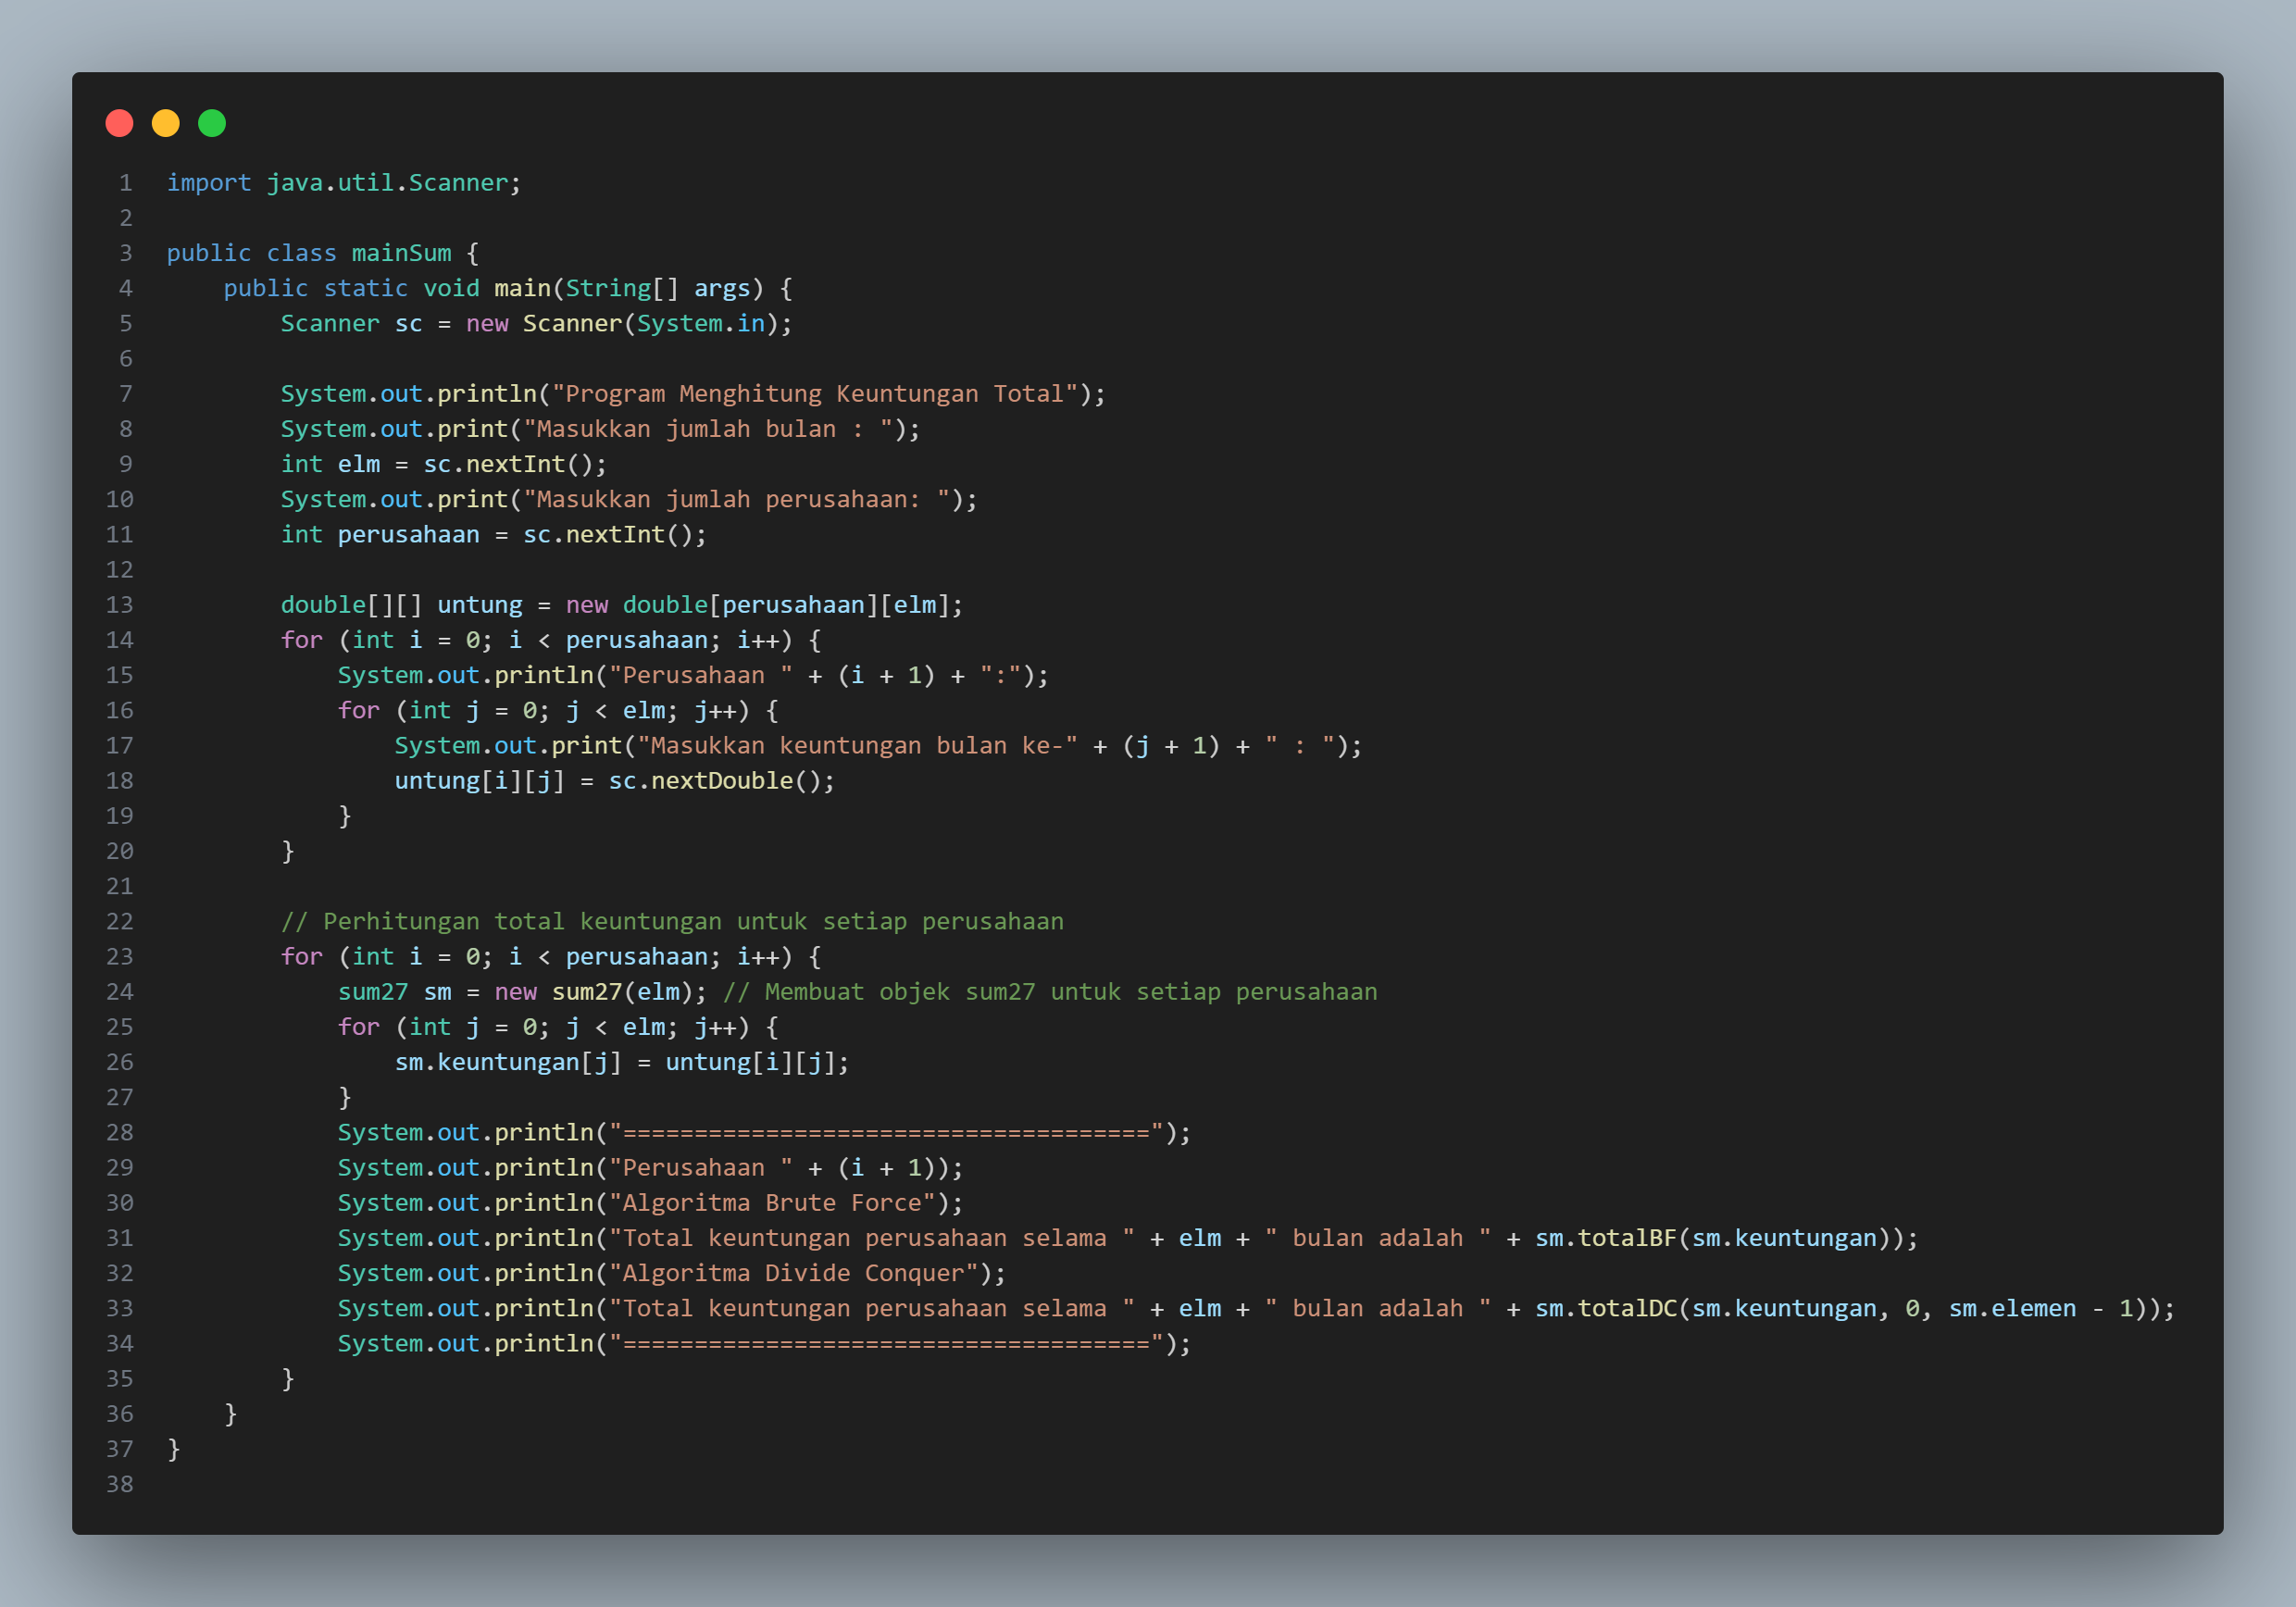 1 import java.util.Scanner;
2
3 public class mainSum {
4     public static void main(String[] args) {
5         Scanner sc = new Scanner(System.in);
6
7         System.out.println("Program Menghitung Keuntungan Total");
8         System.out.print("Masukkan jumlah bulan : ");
9         int elm = sc.nextInt();
10         System.out.print("Masukkan jumlah perusahaan: ");
11         int perusahaan = sc.nextInt();
12
13         double[][] untung = new double[perusahaan][elm];
14         for (int i = 0; i < perusahaan; i++) {
15             System.out.println("Perusahaan " + (i + 1) + ":");
16             for (int j = 0; j < elm; j++) {
17                 System.out.print("Masukkan keuntungan bulan ke-" + (j + 1) + " : ");
18                 untung[i][j] = sc.nextDouble();
19             }
20         }
21
22         // Perhitungan total keuntungan untuk setiap perusahaan
23         for (int i = 0; i < perusahaan; i++) {
24             sum27 sm = new sum27(elm); // Membuat objek sum27 untuk setiap perusahaan
25             for (int j = 0; j < elm; j++) {
26                 sm.keuntungan[j] = untung[i][j];
27             }
28             System.out.println("=====================================");
29             System.out.println("Perusahaan " + (i + 1));
30             System.out.println("Algoritma Brute Force");
31             System.out.println("Total keuntungan perusahaan selama " + elm + " bulan adalah " + sm.totalBF(sm.keuntungan));
32             System.out.println("Algoritma Divide Conquer");
33             System.out.println("Total keuntungan perusahaan selama " + elm + " bulan adalah " + sm.totalDC(sm.keuntungan, 0, sm.elemen - 1));
34             System.out.println("=====================================");
35         }
36     }
37 }
38